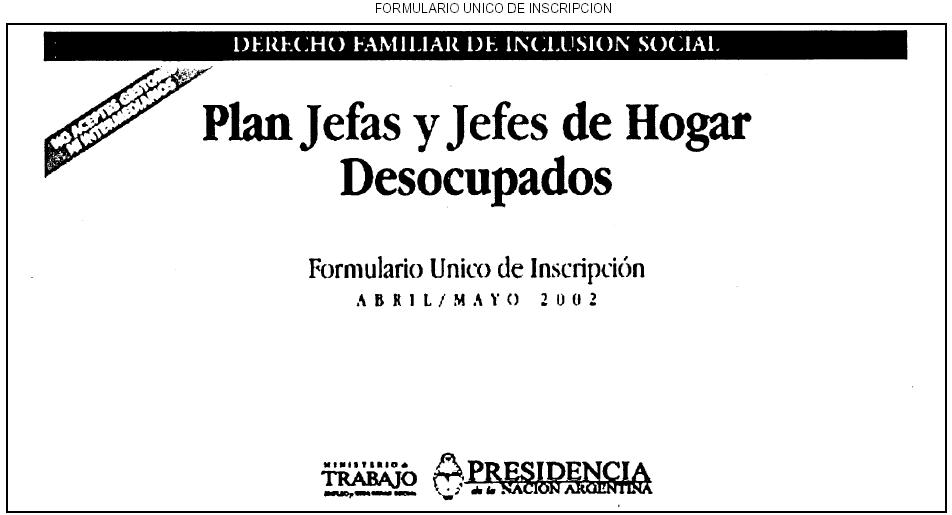 FORMULARIO UNICO DE INSCRIPCION
DERECHO FAMILIAR DE INCLUSION SOCIAL
NO ACEPTES GESTORES
NI INTERMEDIARIOS
Plan Jefas y Jefes de Hogar
Desocupados
Formulario Unico de Inscripción
ABRIL/MAYO 2002
MINISTERIO de
TRABAJO
PRESIDENCIA
de la NACION ARGENTINA